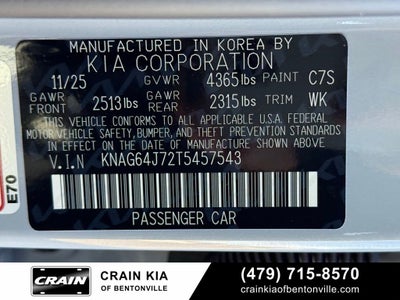 MANUFACTURED IN KOREA BY
KIA CORPORATION
11/25 GVWR 4365lbs PAINT C7S
GAWR FRONT 2513lbs GAWR REAR 2315lbs TRIM WK
THIS VEHICLE CONFORMS TO ALL APPLICABLE U.S.A. FEDERAL
MOTOR VEHICLE SAFETY, BUMPER, AND THEFT PREVENTION
STANDARDS IN EFFECT ON THE DATE OF MANUFACTURE SHOWN ABOVE.
V.I.N KNAG64J72T5457543
PASSENGER CAR
E70
CRAIN
CRAIN KIA
OF BENTONVILLE
(479) 715-8570
crainkiaofbentonville.com